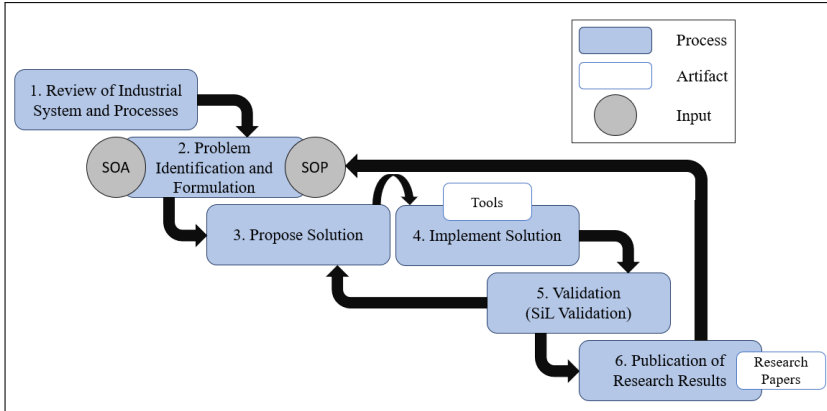 Process
Artifact
Input
1. Review of Industrial
System and Processes
2. Problem
Identification and
Formulation
SOA
SOP
3. Propose Solution
Tools
4. Implement Solution
5. Validation
(SiL Validation)
6. Publication of
Research Results
Research
Papers